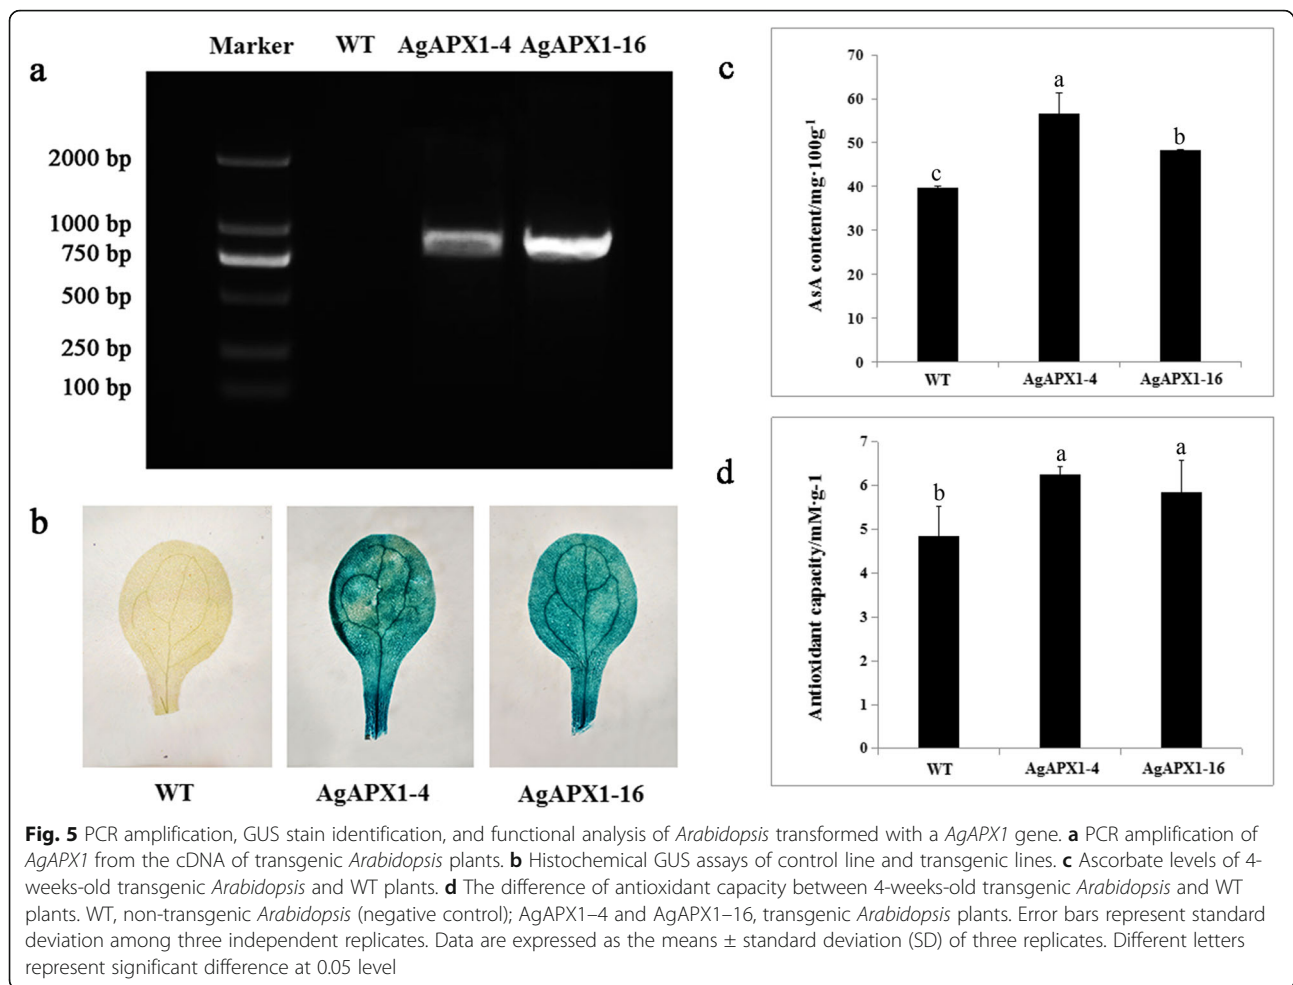 Marker WT AgAPX1-4 AgAPX1-16
a
2000 bp
1000 bp
750 bp
500 bp
250 bp
100 bp
b
WT AgAPX1-4 AgAPX1-16
c
AsA content/mg·100g-1
70
60
50
40
30
20
10
0
c a b
WT AgAPX1-4 AgAPX1-16
d
Antioxidant capacity/mM·g-1
7
6
5
4
3
2
1
0
b a a
WT AgAPX1-4 AgAPX1-16
Fig. 5 PCR amplification, GUS stain identification, and functional analysis of Arabidopsis transformed with a AgAPX1 gene. a PCR amplification of
AgAPX1 from the cDNA of transgenic Arabidopsis plants. b Histochemical GUS assays of control line and transgenic lines. c Ascorbate levels of 4-
weeks-old transgenic Arabidopsis and WT plants. d The difference of antioxidant capacity between 4-weeks-old transgenic Arabidopsis and WT
plants. WT, non-transgenic Arabidopsis (negative control); AgAPX1–4 and AgAPX1–16, transgenic Arabidopsis plants. Error bars represent standard
deviation among three independent replicates. Data are expressed as the means ± standard deviation (SD) of three replicates. Different letters
represent significant difference at 0.05 level